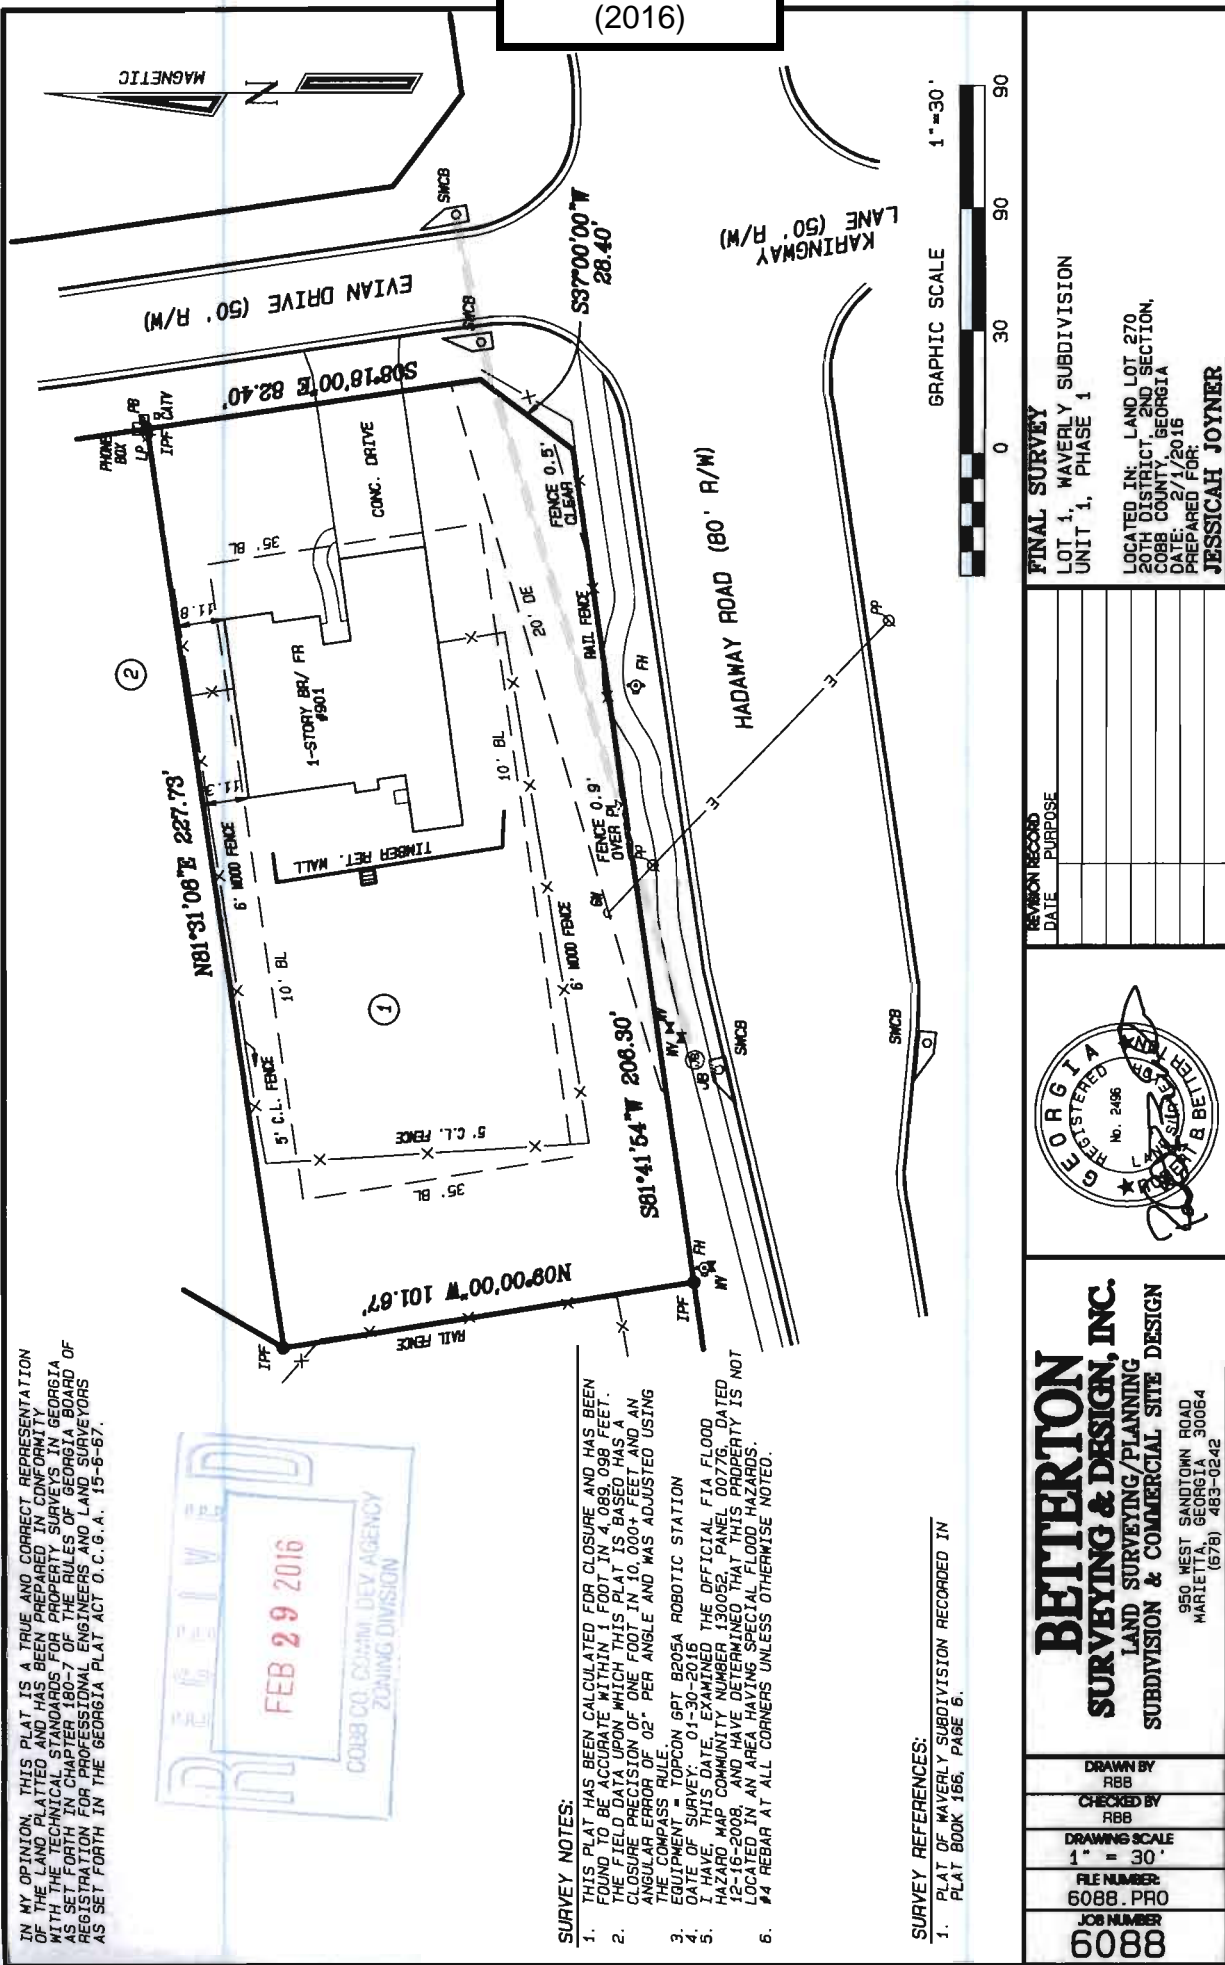 (2016)
IN MY OPINION, THIS PLAT IS A TRUE AND CORRECT REPRESENTATION
OF THE LAND PLATTED AND HAS BEEN PREPARED IN CONFORMITY
WITH THE TECHNICAL STANDARDS FOR PROPERTY SURVEYS IN GEORGIA
AS SET FORTH IN CHAPTER 180-7 OF THE RULES OF GEORGIA BOARD OF
REGISTRATION FOR PROFESSIONAL ENGINEERS AND LAND SURVEYORS
AS SET FORTH IN THE GEORGIA PLAT ACT O.C.G.A. 15-6-67.
RECEIVED
FEB 29 2016
COBB CO. COMM. DEV. AGENCY
ZONING DIVISION
SURVEY NOTES:
1. THIS PLAT HAS BEEN CALCULATED FOR CLOSURE AND HAS BEEN
FOUND TO BE ACCURATE WITHIN 1 FOOT IN 4,089,098 FEET.
2. THE FIELD DATA UPON WHICH THIS PLAT IS BASED HAS A
CLOSURE PRECISION OF ONE FOOT IN 10,000+ FEET AND AN
ANGULAR ERROR OF 02" PER ANGLE AND WAS ADJUSTED USING
THE COMPASS RULE.
3. EQUIPMENT = TOPCON GPT 8205A ROBOTIC STATION
4. DATE OF SURVEY: 01-30-2016
5. I HAVE, THIS DATE, EXAMINED THE OFFICIAL FIA FLOOD
HAZARD MAP COMMUNITY NUMBER 130052, PANEL 0077G, DATED
12-16-2008, AND HAVE DETERMINED THAT THIS PROPERTY IS NOT
LOCATED IN AN AREA HAVING SPECIAL FLOOD HAZARDS.
6. #4 REBAR AT ALL CORNERS UNLESS OTHERWISE NOTED.
SURVEY REFERENCES:
1. PLAT OF WAVERLY SUBDIVISION RECORDED IN
PLAT BOOK 166, PAGE 6.
MAGNETIC
N
EVIAN DRIVE (50' R/W)
KARINGWAY
LANE (50' R/W)
HADAWAY ROAD (80' R/W)
SWCB
SWCB
SWCB
SWCB
S37°00'00"W
28.40'
S08°18'00"E 82.40'
N81°31'08"E 227.73'
S81°41'54"W 206.30'
N09°00'00"W 101.67'
PHONE
BOX
PB
LP
IPF
CATV
CONC. DRIVE
35' BL
11.8
11.3
1-STORY BR/ FR
#901
TIMBER RET. WALL
FENCE 0.5'
CLEAR
20' DE
RAIL FENCE
FH
10' BL
10' BL
6' WOOD FENCE
6' WOOD FENCE
FENCE 0.9'
OVER PL
PP
PP
E
E
GW
WV
WV
JB
JB
5' C.L. FENCE
5' C.L. FENCE
35' BL
RAIL FENCE
IPF
IPF
FH
WV
1
2
GRAPHIC SCALE 1"=30'
0 30 90 90
FINAL SURVEY
LOT 1, WAVERLY SUBDIVISION
UNIT 1, PHASE 1
LOCATED IN: LAND LOT 270
20TH DISTRICT, 2ND SECTION,
COBB COUNTY, GEORGIA
DATE: 2/1/2016
PREPARED FOR:
JESSICAH JOYNER
REVISION RECORD
DATE PURPOSE
GEORGIA
REGISTERED
No. 2496
LAND SURVEYOR
ROBERT B BETTERTON
BETTERTON
SURVEYING & DESIGN, INC.
LAND SURVEYING/PLANNING
SUBDIVISION & COMMERCIAL SITE DESIGN
950 WEST SANDTOWN ROAD
MARIETTA, GEORGIA 30064
(678) 483-0242
DRAWN BY
RBB
CHECKED BY
RBB
DRAWING SCALE
1" = 30'
FILE NUMBER:
6088.PRO
JOB NUMBER
6088